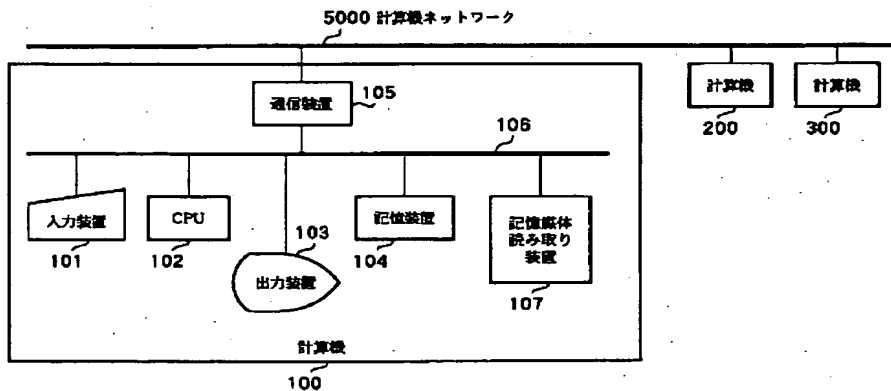 5000 計算機ネットワーク
通信装置
105
計算機
200
計算機
300
106
入力装置
101
CPU
102
103
出力装置
記憶装置
104
記憶媒体
読み取り
装置
107
計算機
100